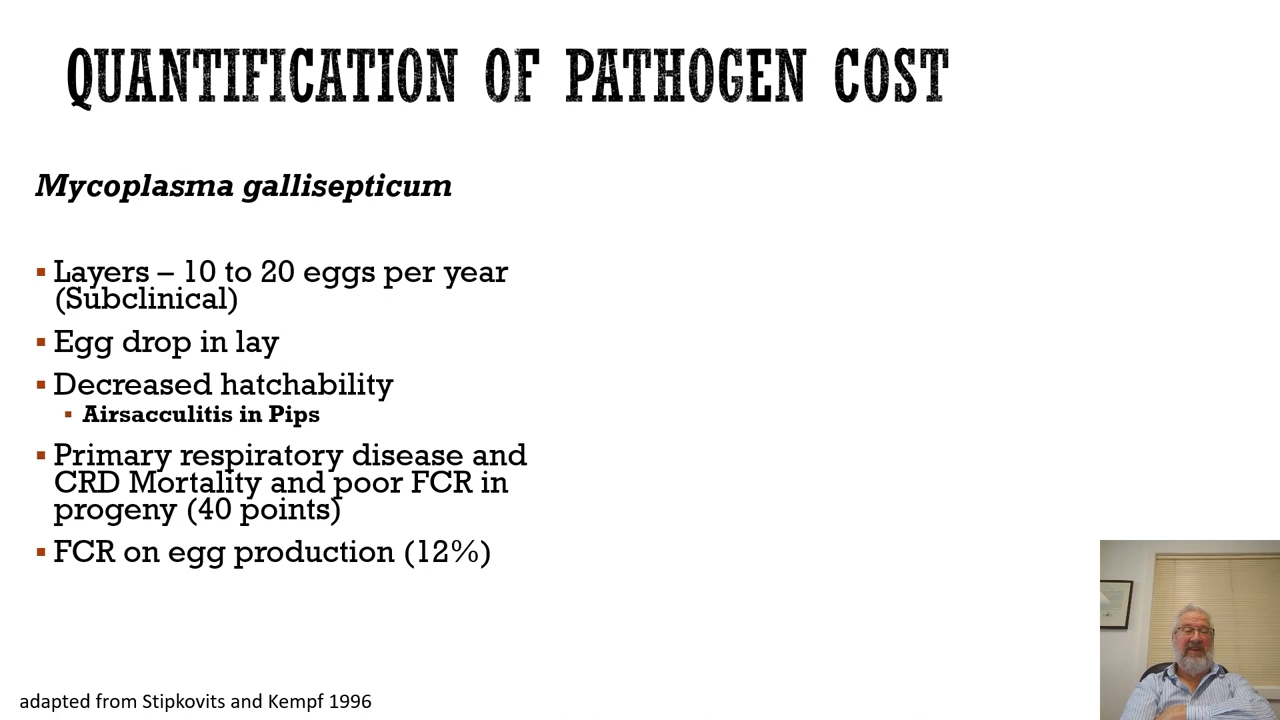 QUANTIFICATION OF PATHOGEN COST
Mycoplasma gallisepticum
▪ Layers – 10 to 20 eggs per year
(Subclinical)
▪ Egg drop in lay
▪ Decreased hatchability
▪ Airsacculitis in Pips
▪ Primary respiratory disease and
CRD Mortality and poor FCR in
progeny (40 points)
▪ FCR on egg production (12%)
adapted from Stipkovits and Kempf 1996